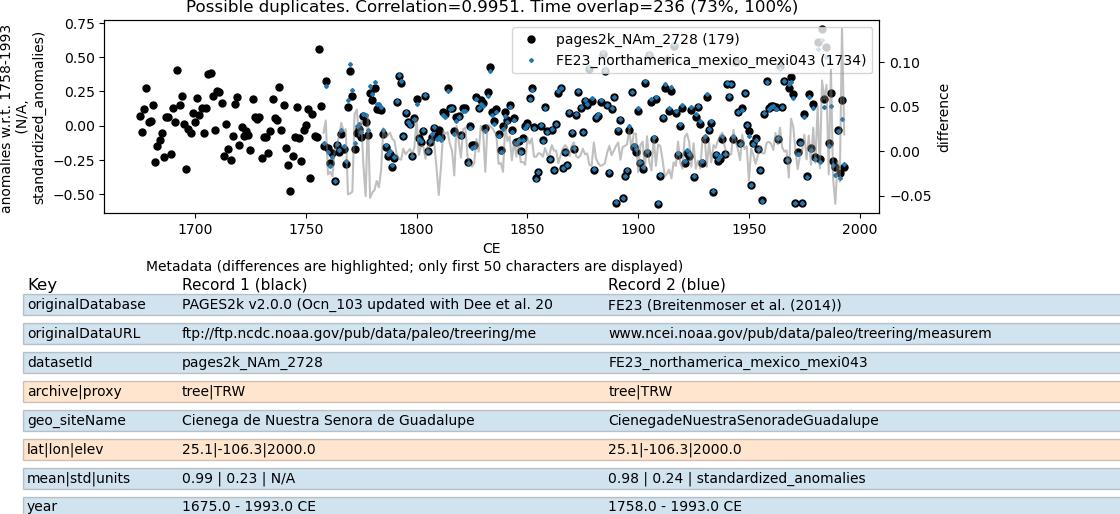 Possible duplicates. Correlation=0.9951. Time overlap=236 (73%, 100%)
anomalies w.r.t. 1758-1993
(N/A,
standardized_anomalies)
0.75
0.50
0.25
0.00
−0.25
−0.50
pages2k_NAm_2728 (179)
FE23_northamerica_mexico_mexi043 (1734)
0.10
0.05
0.00
−0.05
difference
1700 1750 1800 1850 1900 1950 2000
CE
Metadata (differences are highlighted; only first 50 characters are displayed)
Key Record 1 (black) Record 2 (blue)
originalDatabase PAGES2k v2.0.0 (Ocn_103 updated with Dee et al. 20 FE23 (Breitenmoser et al. (2014))
originalDataURL ftp://ftp.ncdc.noaa.gov/pub/data/paleo/treering/me www.ncei.noaa.gov/pub/data/paleo/treering/measurem
datasetId pages2k_NAm_2728 FE23_northamerica_mexico_mexi043
archive|proxy tree|TRW tree|TRW
geo_siteName Cienega de Nuestra Senora de Guadalupe CienegadeNuestraSenoradeGuadalupe
lat|lon|elev 25.1|-106.3|2000.0 25.1|-106.3|2000.0
mean|std|units 0.99 | 0.23 | N/A 0.98 | 0.24 | standardized_anomalies
year 1675.0 - 1993.0 CE 1758.0 - 1993.0 CE